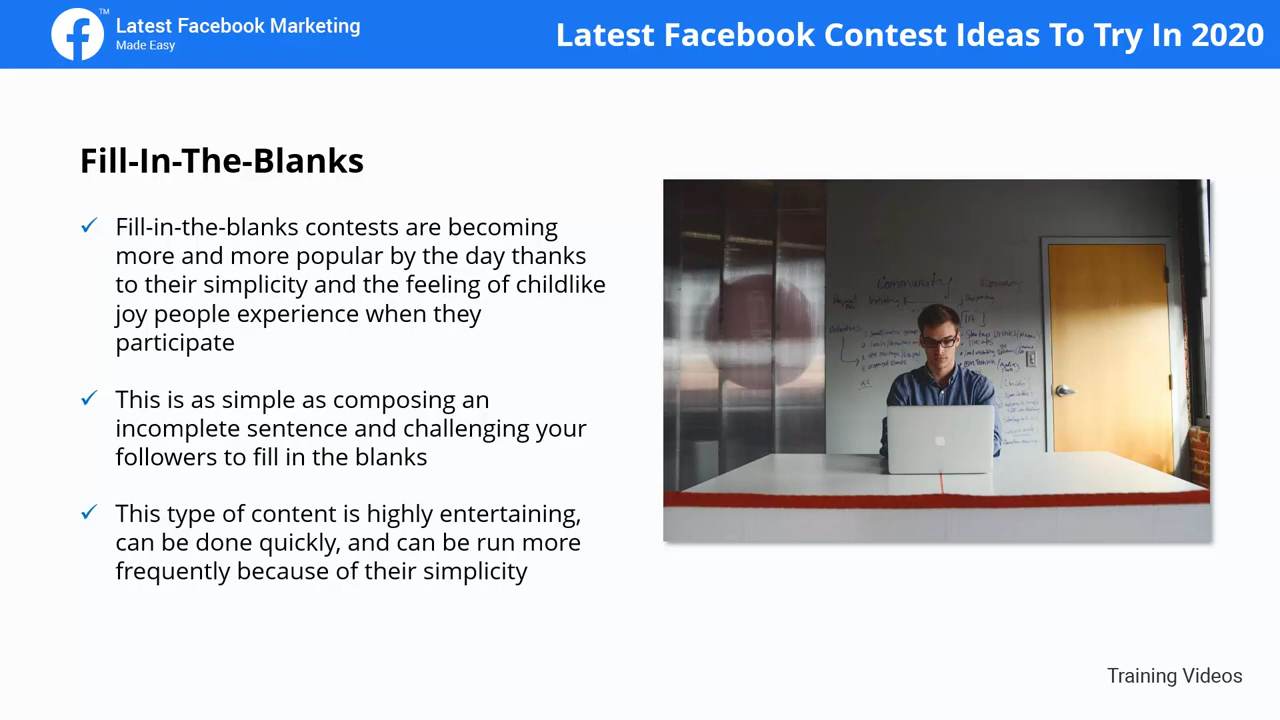 TM
Latest Facebook Marketing
Made Easy
Latest Facebook Contest Ideas To Try In 2020
Fill-In-The-Blanks
Fill-in-the-blanks contests are becoming
more and more popular by the day thanks
to their simplicity and the feeling of childlike
joy people experience when they
participate
This is as simple as composing an
incomplete sentence and challenging your
followers to fill in the blanks
This type of content is highly entertaining,
can be done quickly, and can be run more
frequently because of their simplicity
Community
Training Videos